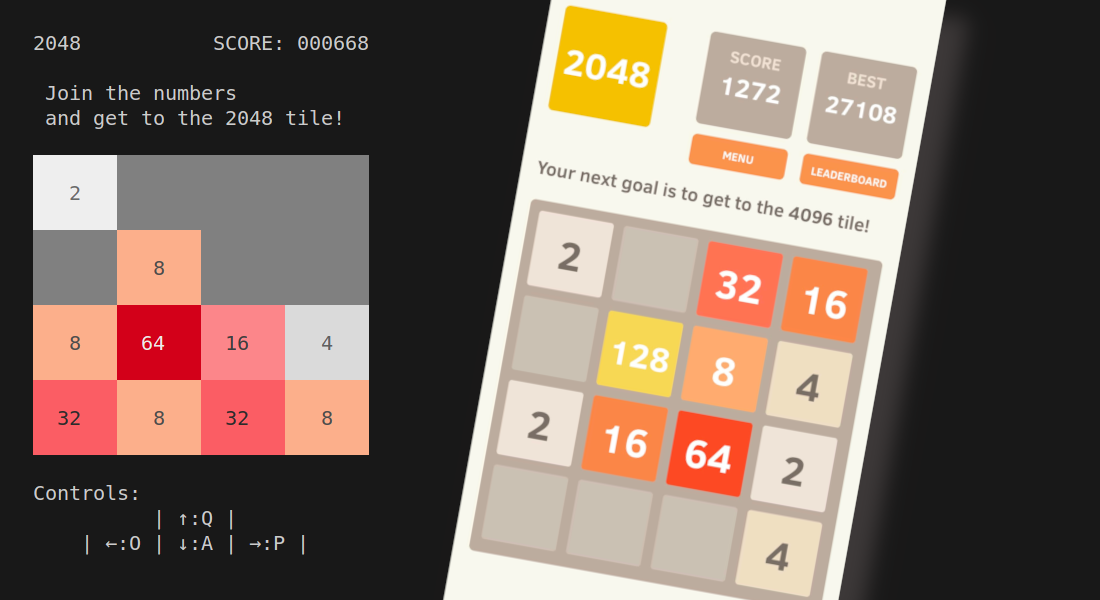 2048 SCORE: 000668
Join the numbers
and get to the 2048 tile!
2
8
8 64 16 4
32 8 32 8
Controls:
| ↑:Q |
| ←:O | ↓:A | →:P |
2048
SCORE
1272
BEST
27108
MENU
LEADERBOARD
Your next goal is to get to the 4096 tile!
2 32 16
128 8 4
2 16 64 2
4